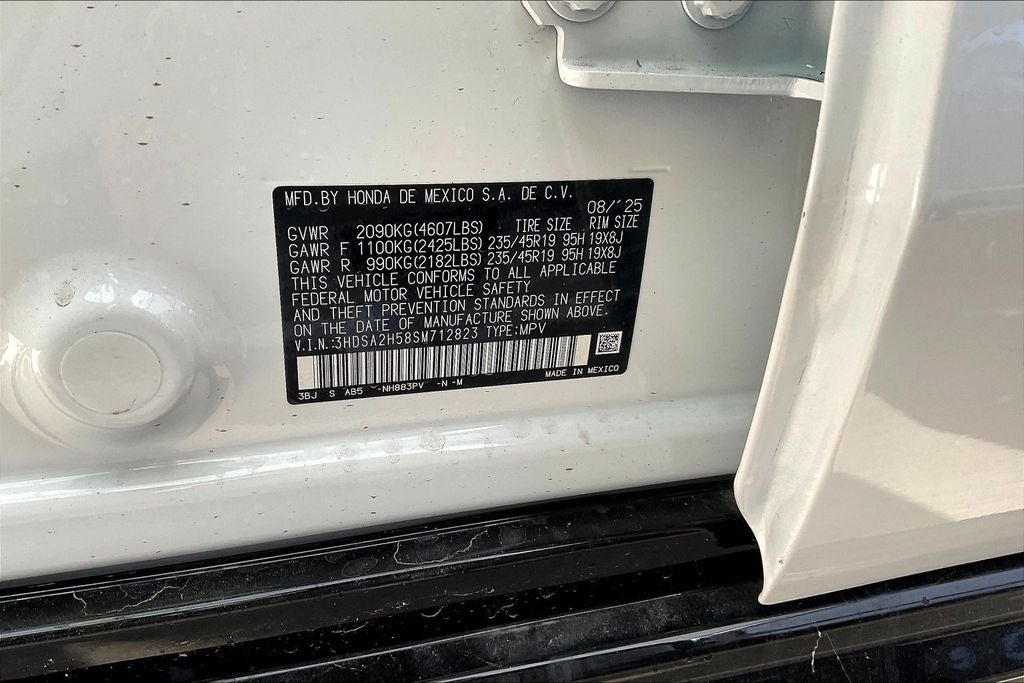 MFD.BY HONDA DE MEXICO S.A. DE C.V.
08/'25
GVWR 2090KG(4607LBS) TIRE SIZE RIM SIZE
GAWR F 1100KG(2425LBS) 235/45R19 95H 19X8J
GAWR R 990KG(2182LBS) 235/45R19 95H 19X8J
THIS VEHICLE CONFORMS TO ALL APPLICABLE
FEDERAL MOTOR VEHICLE SAFETY
AND THEFT PREVENTION STANDARDS IN EFFECT
ON THE DATE OF MANUFACTURE SHOWN ABOVE.
V.I.N.:3HDSA2H58SM712823 TYPE:MPV
MADE IN MEXICO
3BJ S AB5 -NH883PV -N -M